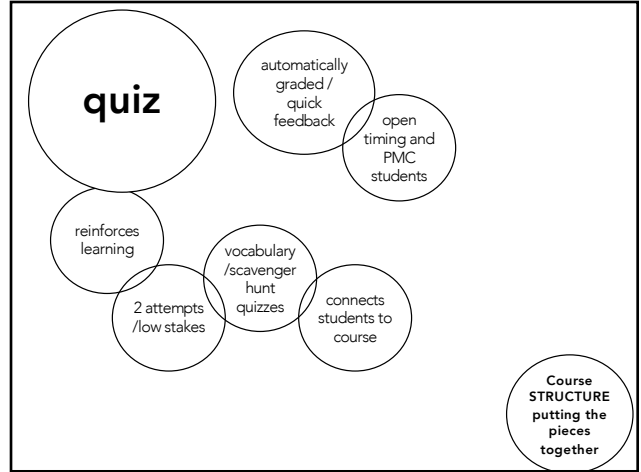 quiz
automatically
graded /
quick
feedback
open
timing and
PMC
students
reinforces
learning
2 attempts
/low stakes
vocabulary
/scavenger
hunt
quizzes
connects
students to
course
Course
STRUCTURE
putting the
pieces
together